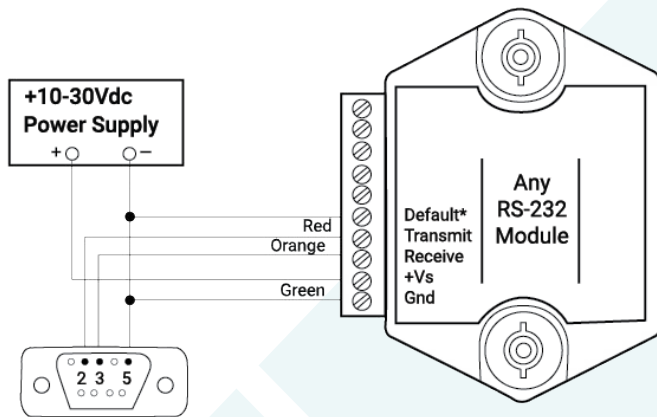 +10-30Vdc
Power Supply
+ −
Red
Orange
Green
Default*
Transmit
Receive
+Vs
Gnd
Any
RS-232
Module
2 3 5